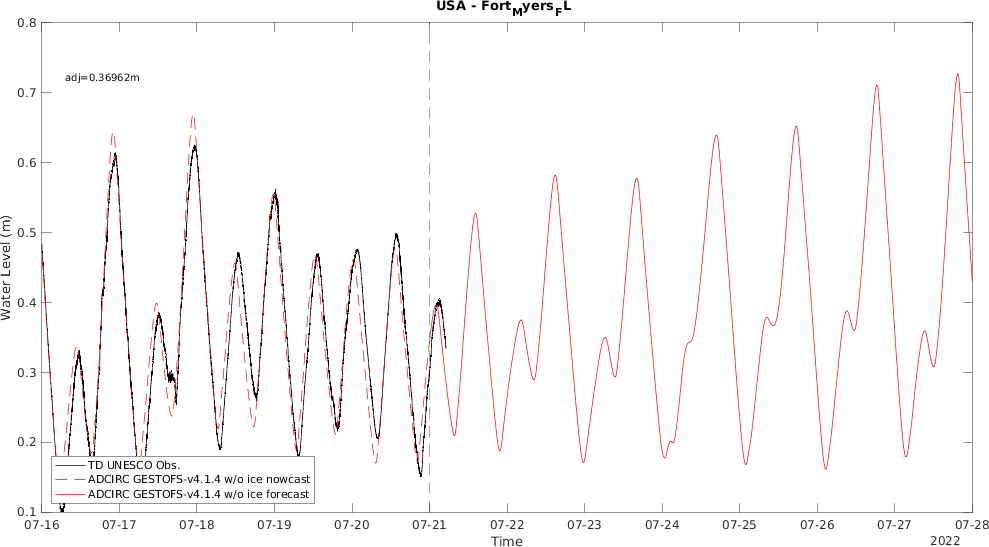 USA - FortMyersFL
adj=0.36962m
Water Level (m)
0.8
0.7
0.6
0.5
0.4
0.3
0.2
0.1
TD UNESCO Obs.
ADCIRC GESTOFS-v4.1.4 w/o ice nowcast
ADCIRC GESTOFS-v4.1.4 w/o ice forecast
07-16 07-17 07-18 07-19 07-20 07-21 07-22 07-23 07-24 07-25 07-26 07-27 07-28
Time
2022